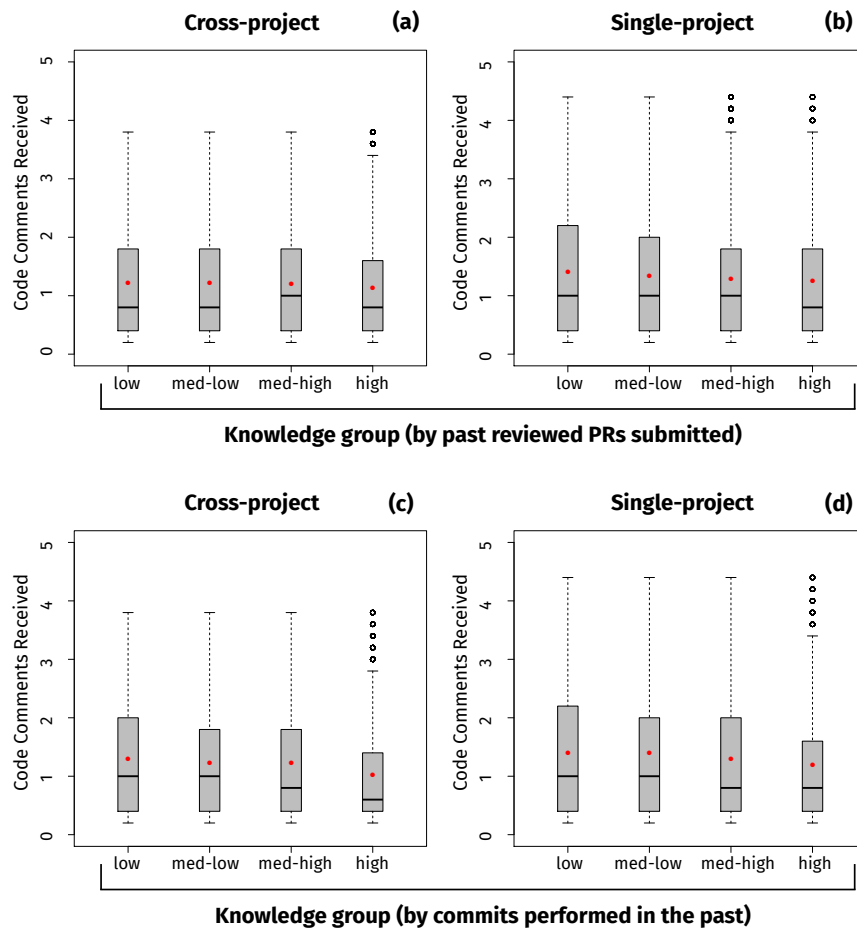 Cross-project (a)
Single-project (b)
Code Comments Received
5
4
3
2
1
0
low med-low med-high high
Code Comments Received
5
4
3
2
1
0
low med-low med-high high
Knowledge group (by past reviewed PRs submitted)
Cross-project (c)
Single-project (d)
Code Comments Received
5
4
3
2
1
0
low med-low med-high high
Code Comments Received
5
4
3
2
1
0
low med-low med-high high
Knowledge group (by commits performed in the past)